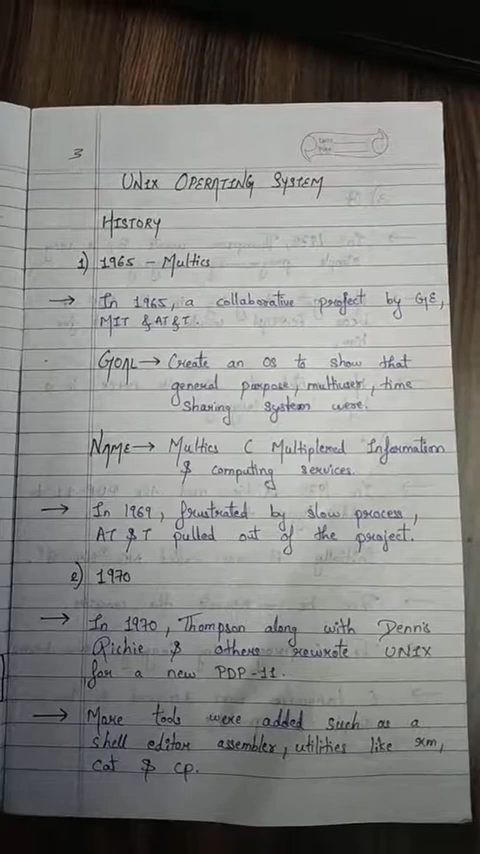 3
UNIX OPERATING SYSTEM
HISTORY
1) 1965 - Multics
→ In 1965, a collaborative project by GE,
MIT & AT&T.
GOAL → Create an OS to show that
general purpose, multiuser, time
sharing system were.
NAME → Multics C Multiplered Information
& computing services.
→ In 1969, frustrated by slow process,
AT & T pulled out of the project.
2) 1970
→ In 1970, Thompson along with Dennis
Richie & others rewrote UNIX
for a new PDP-11.
→ More tools were added such as a
shell editor assembler, utilities like rm,
cat & cp.